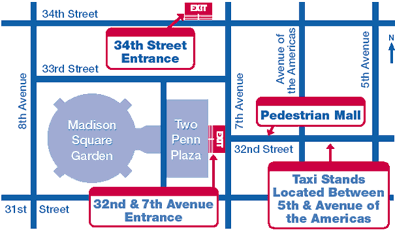 34th Street
EXIT
34th Street
Entrance
33rd Street
8th Avenue
Madison
Square
Garden
Two
Penn
Plaza
EXIT
7th Avenue
Avenue of
the Americas
5th Avenue
N
Pedestrian Mall
32nd Street
32nd & 7th Avenue
Entrance
Taxi Stands
Located Between
5th & Avenue of
the Americas
31st Street